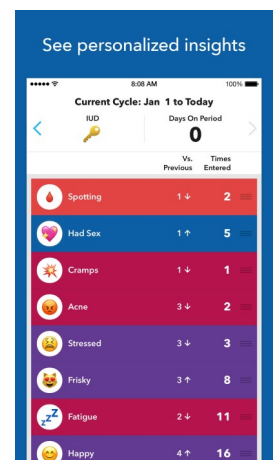 See personalized insights
8:08 AM 100%
Current Cycle: Jan 1 to Today
IUD Days On Period
0
Vs. Previous Times Entered
Spotting 1 ↓ 2
Had Sex 1 ↑ 5
Cramps 1 ↓ 1
Acne 3 ↓ 2
Stressed 3 ↓ 3
Frisky 3 ↑ 8
Fatigue 2 ↓ 11
Happy 4 ↑ 16